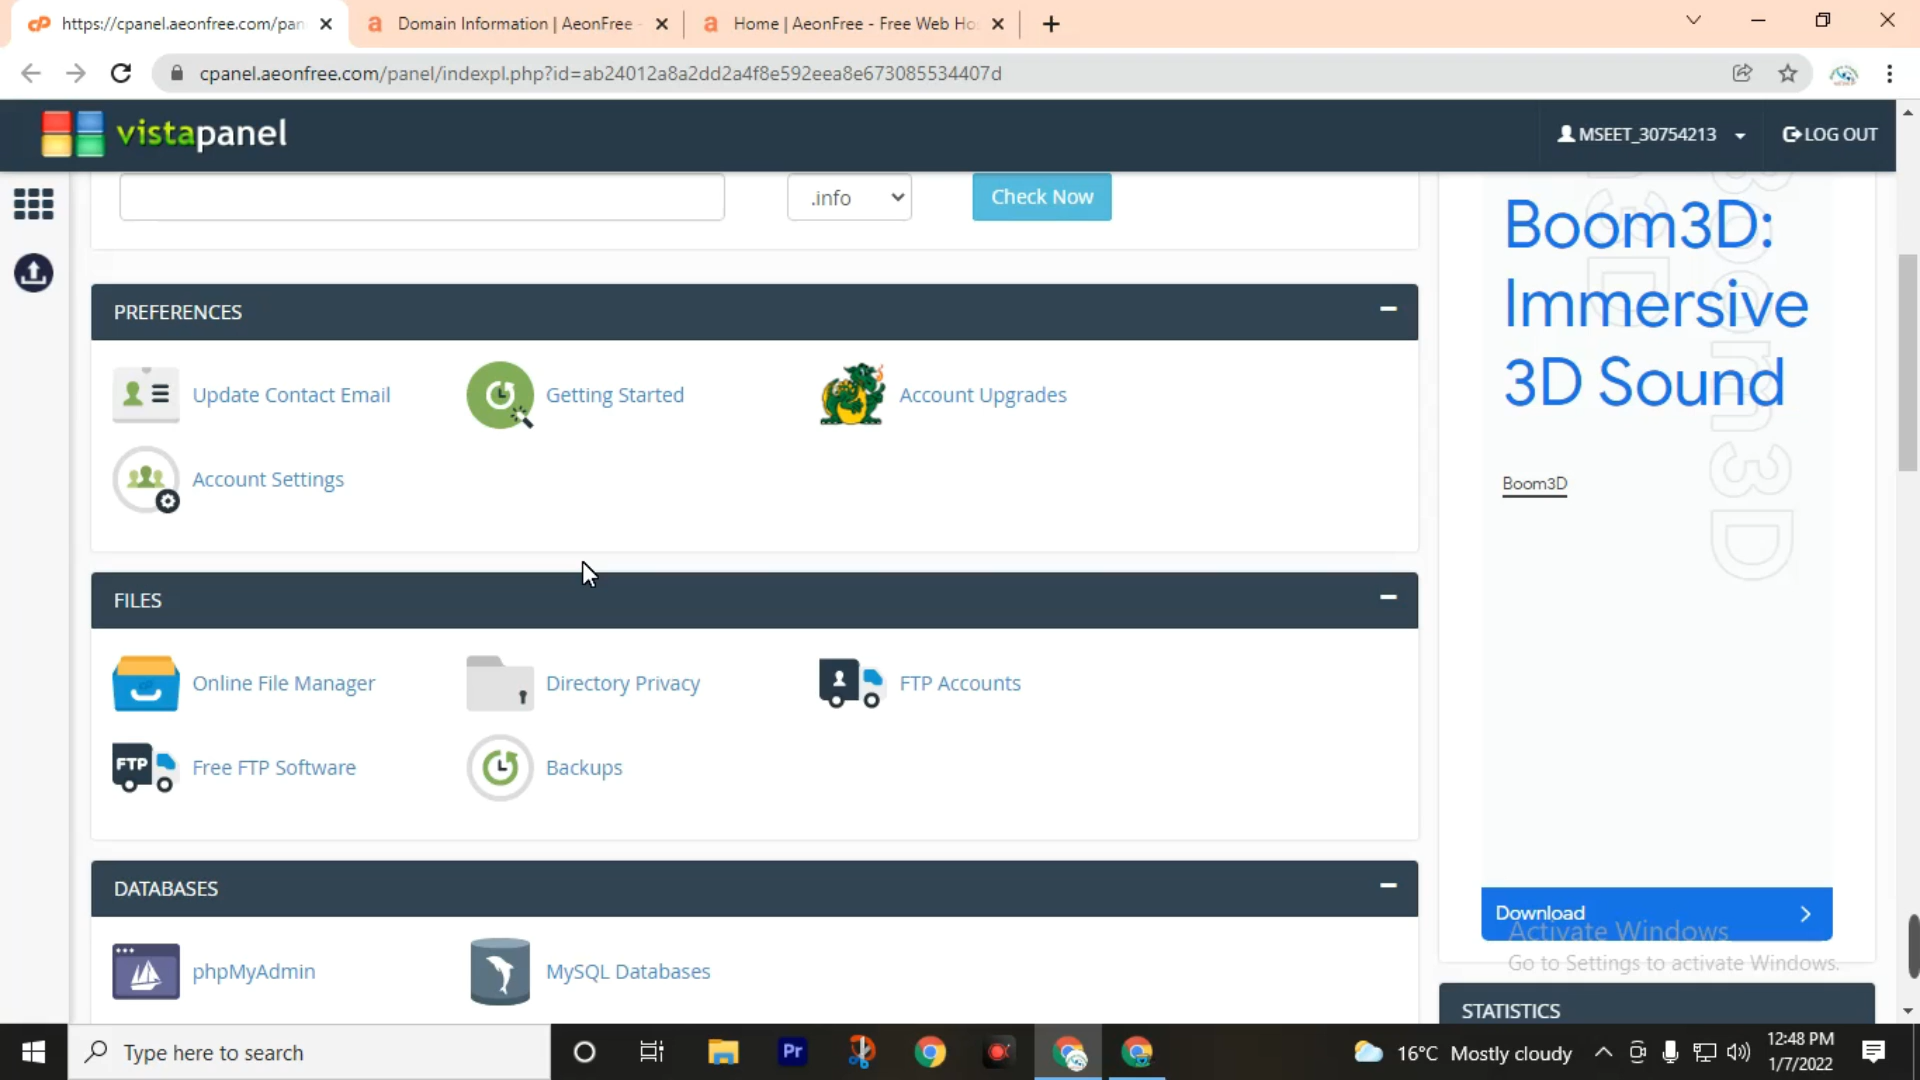 https://cpanel.aeonfree.com/pan
Domain Information | AeonFree -
Home | AeonFree - Free Web Ho
cpanel.aeonfree.com/panel/indexpl.php?id=ab24012a8a2dd2a4f8e592eea8e673085534407d
vistapanel
MSEET_30754213
LOG OUT
.info
Check Now
PREFERENCES
Update Contact Email
Getting Started
Account Upgrades
Account Settings
FILES
Online File Manager
Directory Privacy
FTP Accounts
FTP
Free FTP Software
Backups
DATABASES
phpMyAdmin
MySQL Databases
Boom3D:
Immersive
3D Sound
Boom3D
Boom3D
Download
Activate Windows
Go to Settings to activate Windows.
STATISTICS
Type here to search
Pr
16°C Mostly cloudy
12:48 PM
1/7/2022